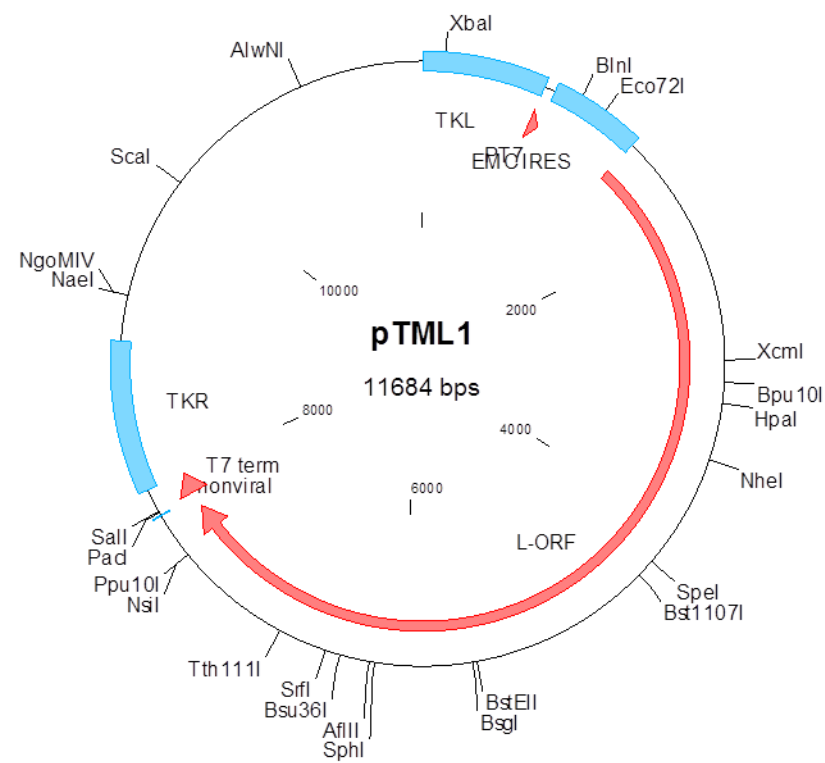 XbaI
AlwNI
BlnI
Eco72I
TKL
PT7
EMCIRES
ScaI
NgoMIV
NaeI
10000
2000
pTML1
11684 bps
XcmI
Bpu10I
HpaI
TKR
8000
4000
T7 term
nonviral
6000
NheI
L-ORF
SalI
PacI
Ppu10I
NsiI
SpeI
Bst1107I
Tth111I
SrfI
Bsu36I
AflII
SphI
BstEII
BsgI